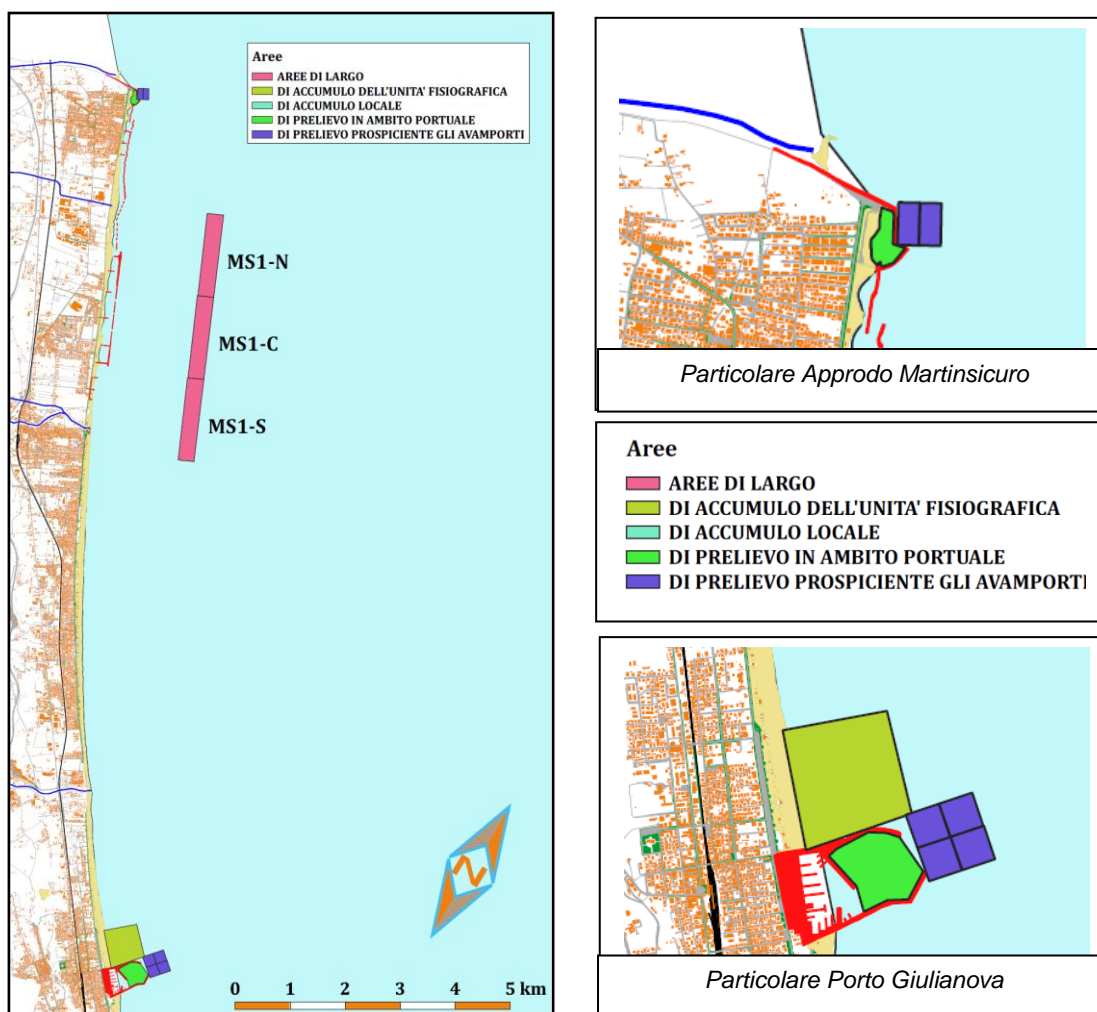 Aree
AREE DI LARGO
DI ACCUMULO DELL'UNITA' FISIOGRAFICA
DI ACCUMULO LOCALE
DI PRELIEVO IN AMBITO PORTUALE
DI PRELIEVO PROSPICIENTE GLI AVAMPORTI
MS1-N
MS1-C
MS1-S
N
0 1 2 3 4 5 km
Particolare Approdo Martinsicuro
Aree
AREE DI LARGO
DI ACCUMULO DELL'UNITA' FISIOGRAFICA
DI ACCUMULO LOCALE
DI PRELIEVO IN AMBITO PORTUALE
DI PRELIEVO PROSPICIENTE GLI AVAMPORTI
Particolare Porto Giulianova